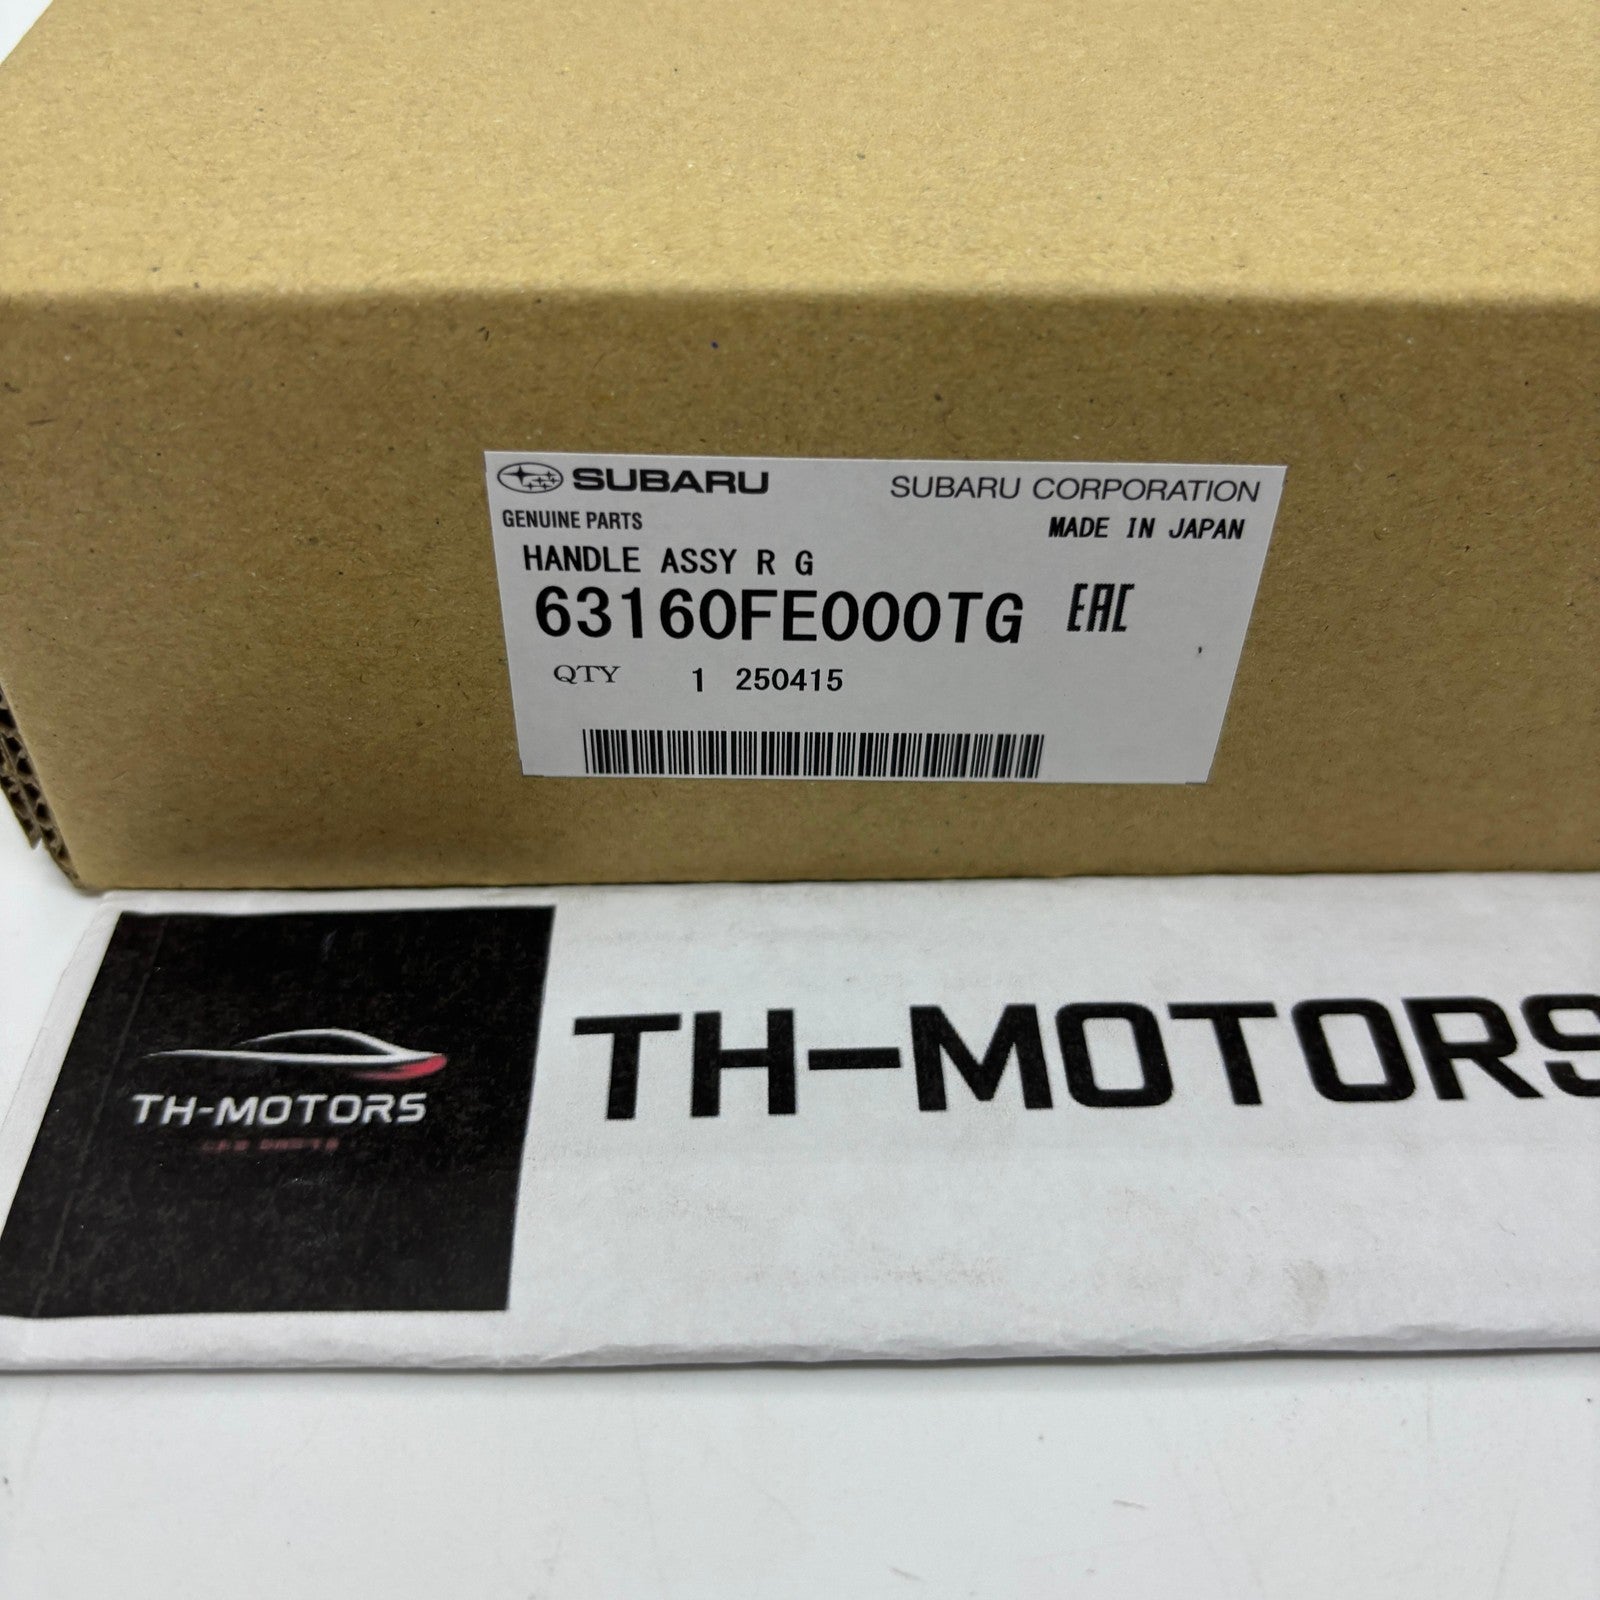 SUBARU
SUBARU CORPORATION
GENUINE PARTS
MADE IN JAPAN
HANDLE ASSY R G
63160FE000TG
EAC
QTY 1 250415
TH-MOTORS
TH-MOTORS